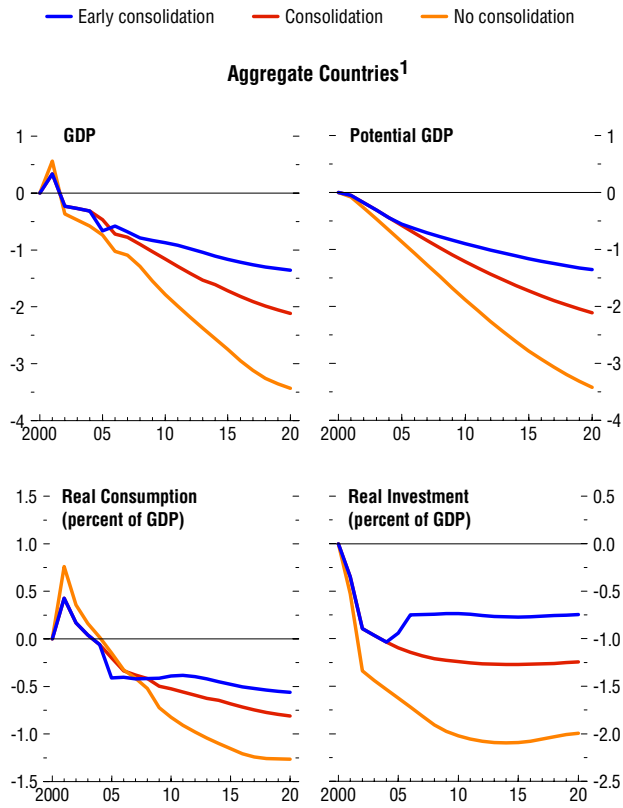 Early consolidation Consolidation No consolidation
Aggregate Countries1
GDP
1
0
-1
-2
-3
-4
2000 05 10 15 20
Potential GDP
1
0
-1
-2
-3
-4
2000 05 10 15 20
Real Consumption
(percent of GDP)
1.5
1.0
0.5
0.0
-0.5
-1.0
-1.5
2000 05 10 15 20
Real Investment
(percent of GDP)
0.5
0.0
-0.5
-1.0
-1.5
-2.0
-2.5
2000 05 10 15 20